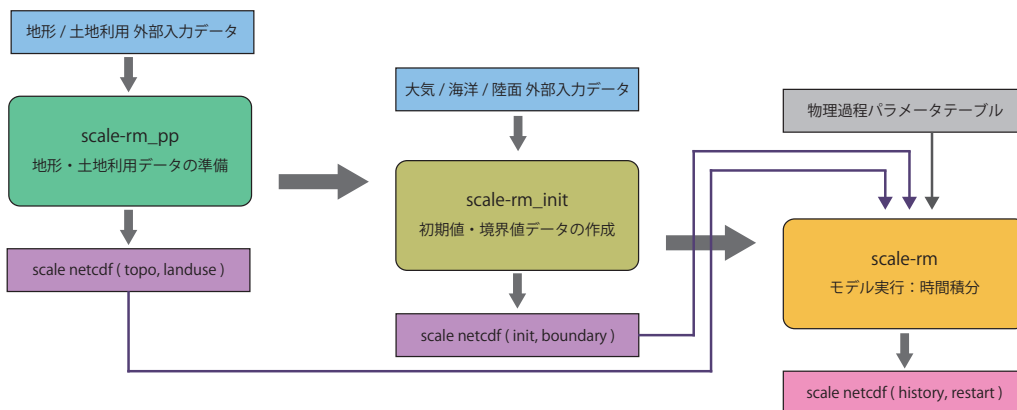 地形 / 土地利用 外部入力データ
scale-rm_pp
地形・土地利用データの準備
scale netcdf ( topo, landuse )
大気 / 海洋 / 陸面 外部入力データ
scale-rm_init
初期値・境界値データの作成
scale netcdf ( init, boundary )
物理過程パラメータテーブル
scale-rm
モデル実行：時間積分
scale netcdf ( history, restart )